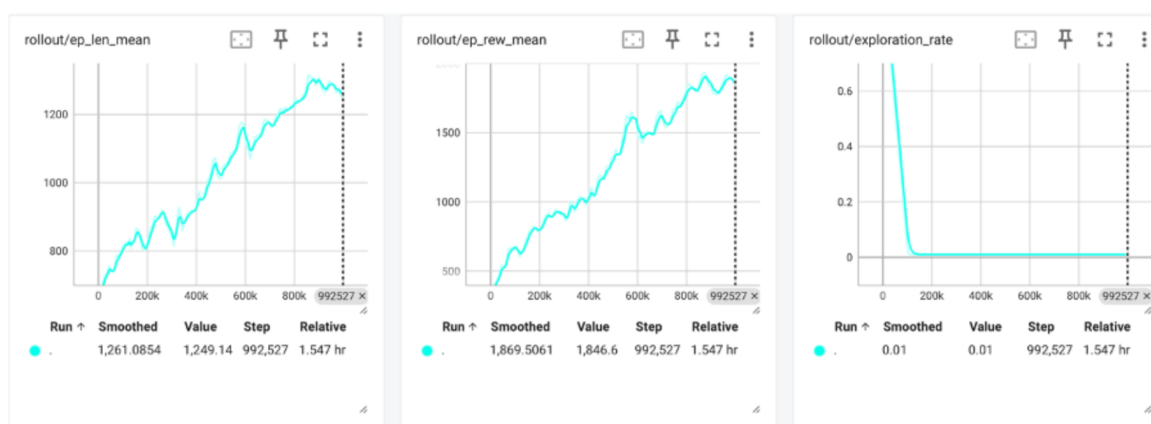 rollout/ep_len_mean
1200
1000
800
0 200k 400k 600k 800k 992527 ×
Run ↑ Smoothed Value Step Relative
. 1,261.0854 1,249.14 992,527 1.547 hr
rollout/ep_rew_mean
1500
1000
500
0 200k 400k 600k 800k 992527 ×
Run ↑ Smoothed Value Step Relative
. 1,869.5061 1,846.6 992,527 1.547 hr
rollout/exploration_rate
0.6
0.4
0.2
0
0 200k 400k 600k 800k 992527 ×
Run ↑ Smoothed Value Step Relative
. 0.01 0.01 992,527 1.547 hr